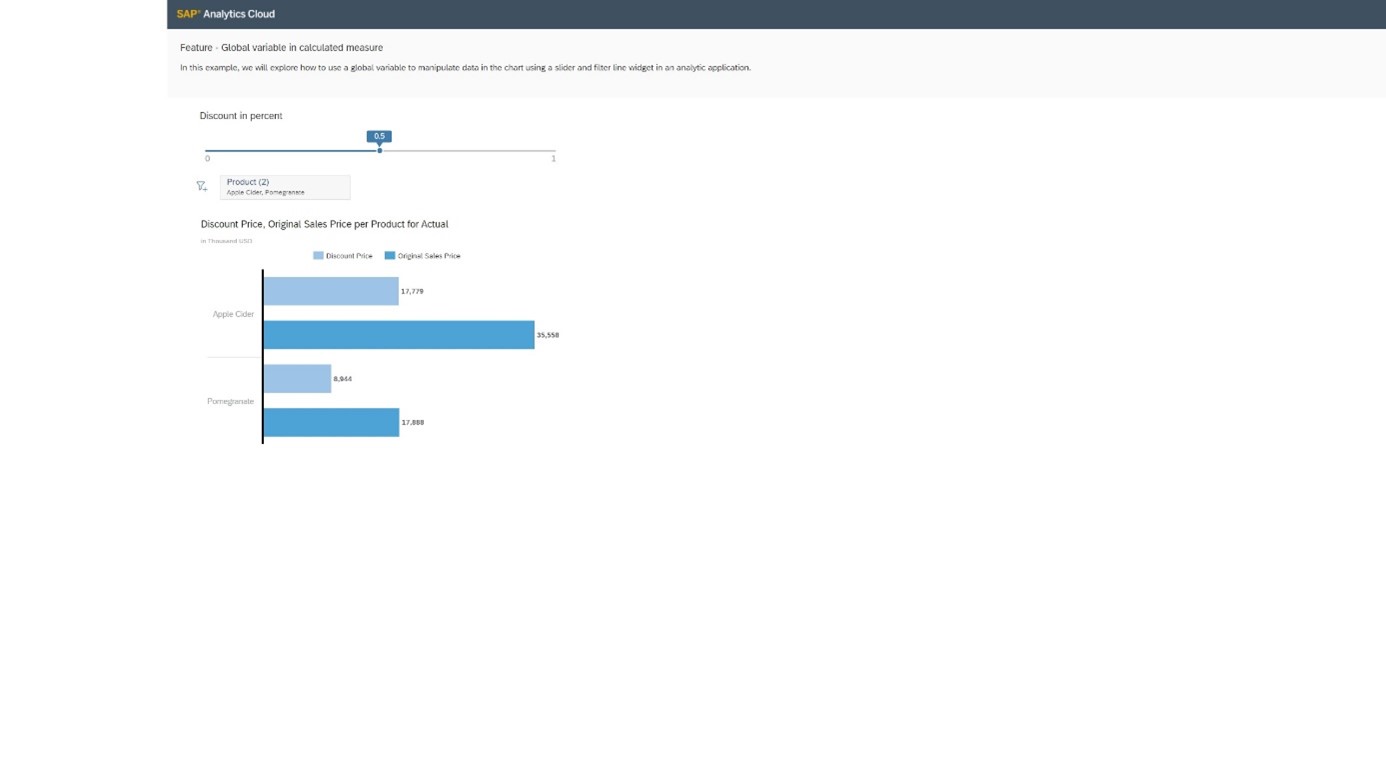 SAP® Analytics Cloud
Feature - Global variable in calculated measure
In this example, we will explore how to use a global variable to manipulate data in the chart using a slider and filter line widget in an analytic application.
Discount in percent
0.5
0 1
Product (2)
Apple Cider, Pomegranate
Discount Price, Original Sales Price per Product for Actual
in Thousand USD
Discount Price Original Sales Price
17,779
Apple Cider
35,558
8,944
Pomegranate
17,888